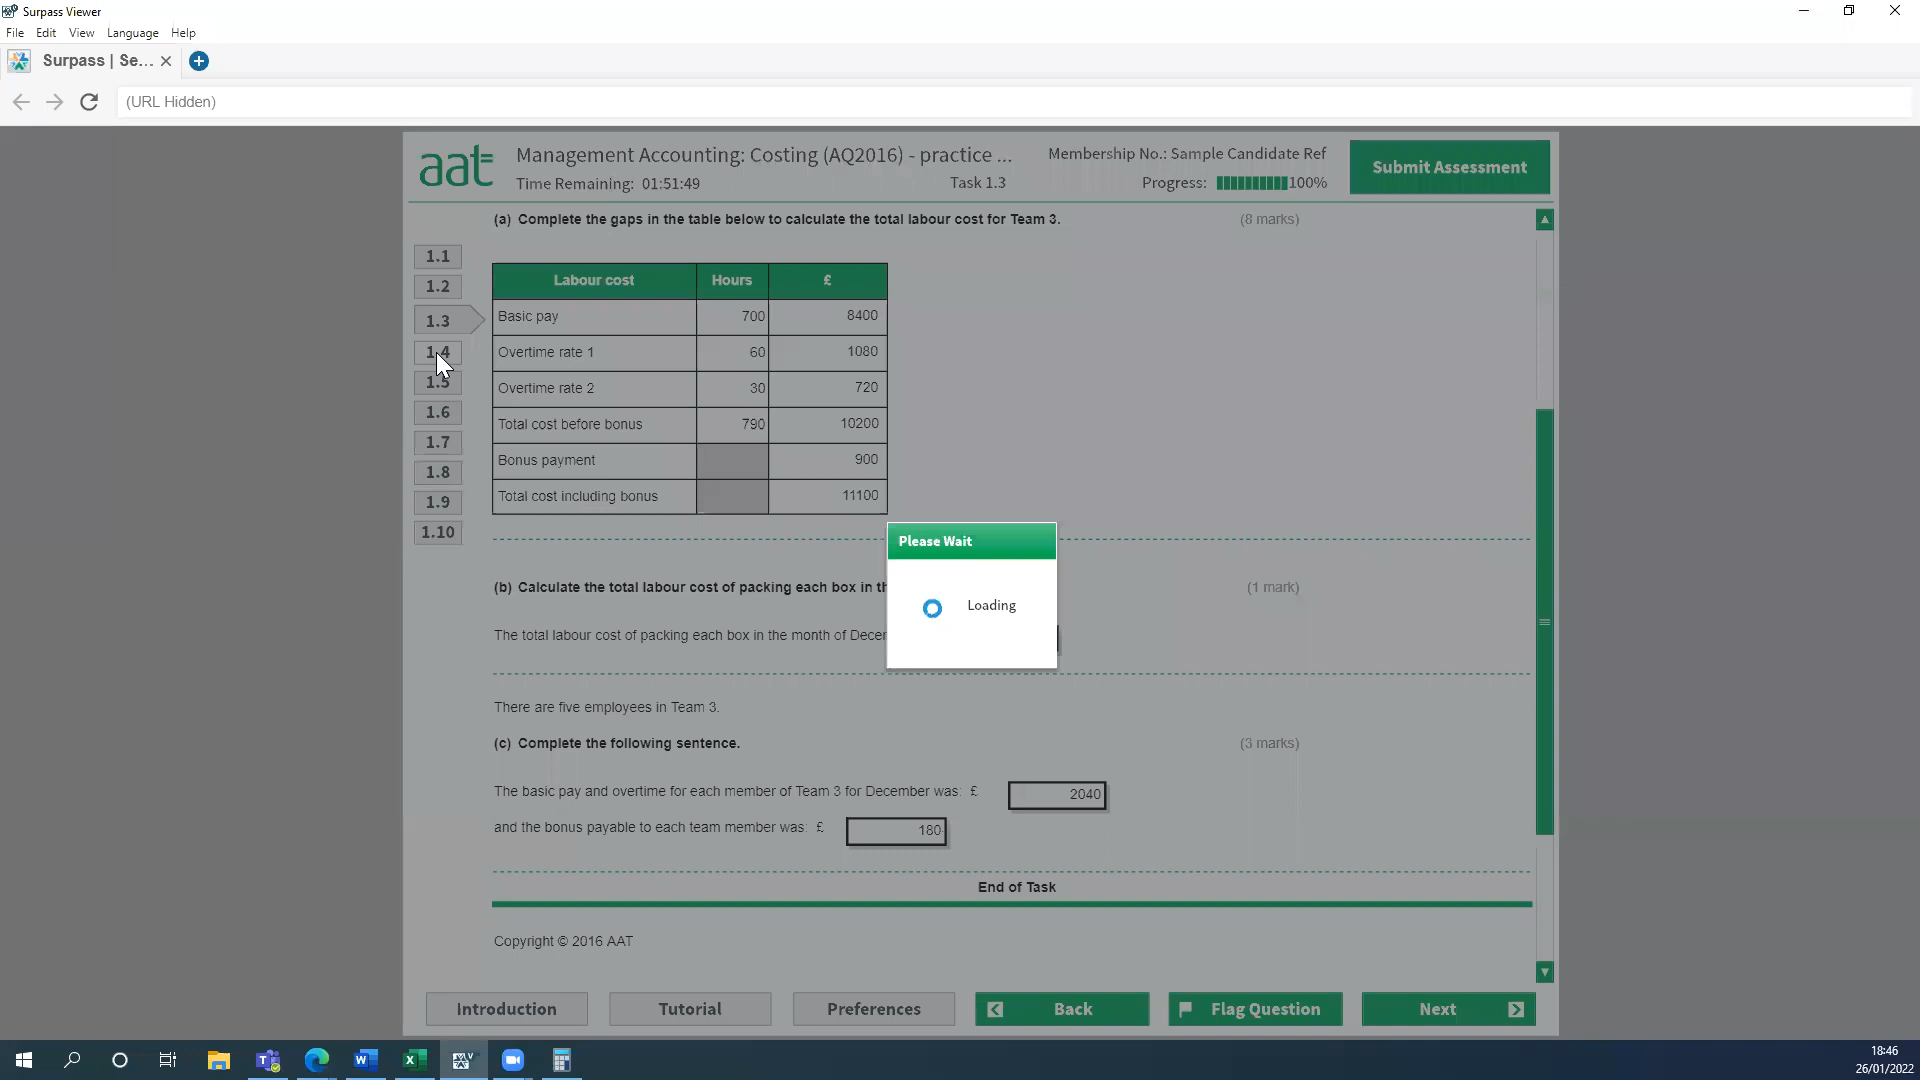 Surpass Viewer
File Edit View Language Help
Surpass | Se...
(URL Hidden)
aat
Management Accounting: Costing (AQ2016) - practice ...
Membership No.: Sample Candidate Ref
Submit Assessment
Time Remaining: 01:51:49
Task 1.3
Progress: 100%
(a) Complete the gaps in the table below to calculate the total labour cost for Team 3. (8 marks)
1.1
1.2
1.3
1.4
1.5
1.6
1.7
1.8
1.9
1.10
Labour cost Hours £
Basic pay 700 8400
Overtime rate 1 60 1080
Overtime rate 2 30 720
Total cost before bonus 790 10200
Bonus payment 900
Total cost including bonus 11100
Please Wait
Loading
(b) Calculate the total labour cost of packing each box in (1 mark)
The total labour cost of packing each box in the month of
There are five employees in Team 3.
(c) Complete the following sentence. (3 marks)
The basic pay and overtime for each member of Team 3 for December was: £ 2040
and the bonus payable to each team member was: £ 180
End of Task
Copyright © 2016 AAT
Introduction Tutorial Preferences Back Flag Question Next
18:46
26/01/2022